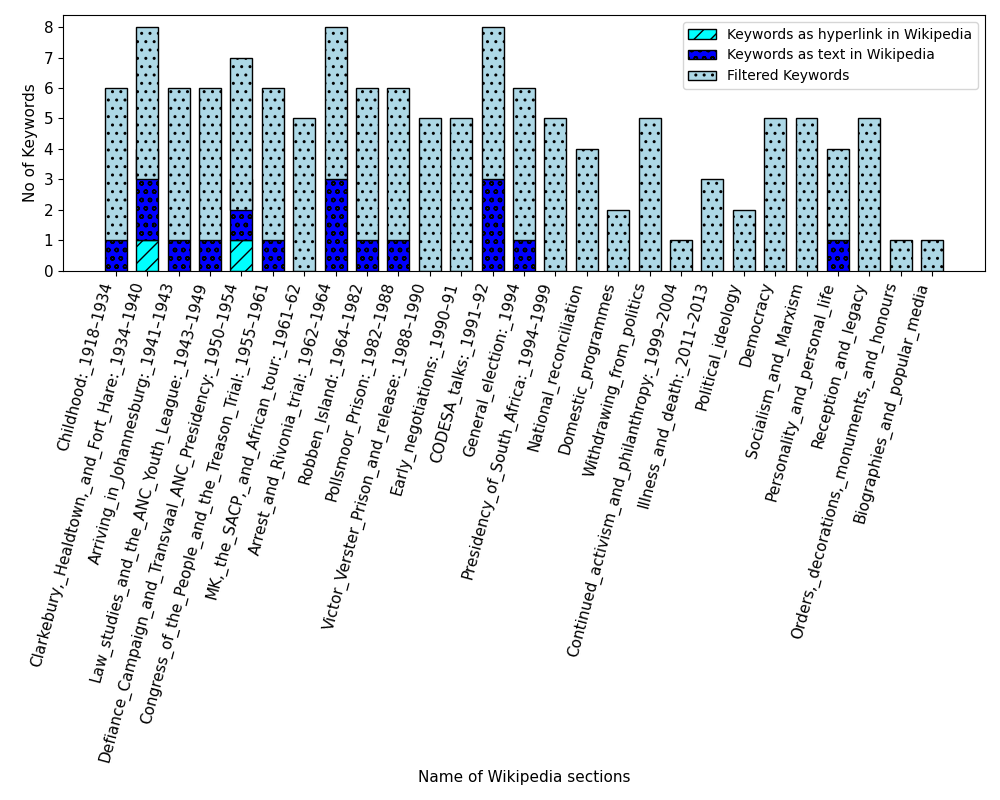 Keywords as hyperlink in Wikipedia
Keywords as text in Wikipedia
Filtered Keywords
No of Keywords
8
7
6
5
4
3
2
1
0
Childhood:_1918–1934
Clarkebury,_Healdtown,_and_Fort_Hare:_1934–1940
Arriving_in_Johannesburg:_1941–1943
Law_studies_and_the_ANC_Youth_League:_1943–1949
Defiance_Campaign_and_Transvaal_ANC_Presidency:_1950–1954
Congress_of_the_People_and_the_Treason_Trial:_1955–1961
MK,_the_SACP,_and_African_tour:_1961–62
Arrest_and_Rivonia_trial:_1962–1964
Robben_Island:_1964–1982
Pollsmoor_Prison:_1982–1988
Victor_Verster_Prison_and_release:_1988–1990
Early_negotiations:_1990–91
CODESA_talks:_1991–92
General_election:_1994
Presidency_of_South_Africa:_1994–1999
National_reconciliation
Domestic_programmes
Withdrawing_from_politics
Continued_activism_and_philanthropy:_1999–2004
Illness_and_death:_2011–2013
Political_ideology
Democracy
Socialism_and_Marxism
Personality_and_personal_life
Reception_and_legacy
Orders,_decorations,_monuments,_and_honours
Biographies_and_popular_media
Name of Wikipedia sections